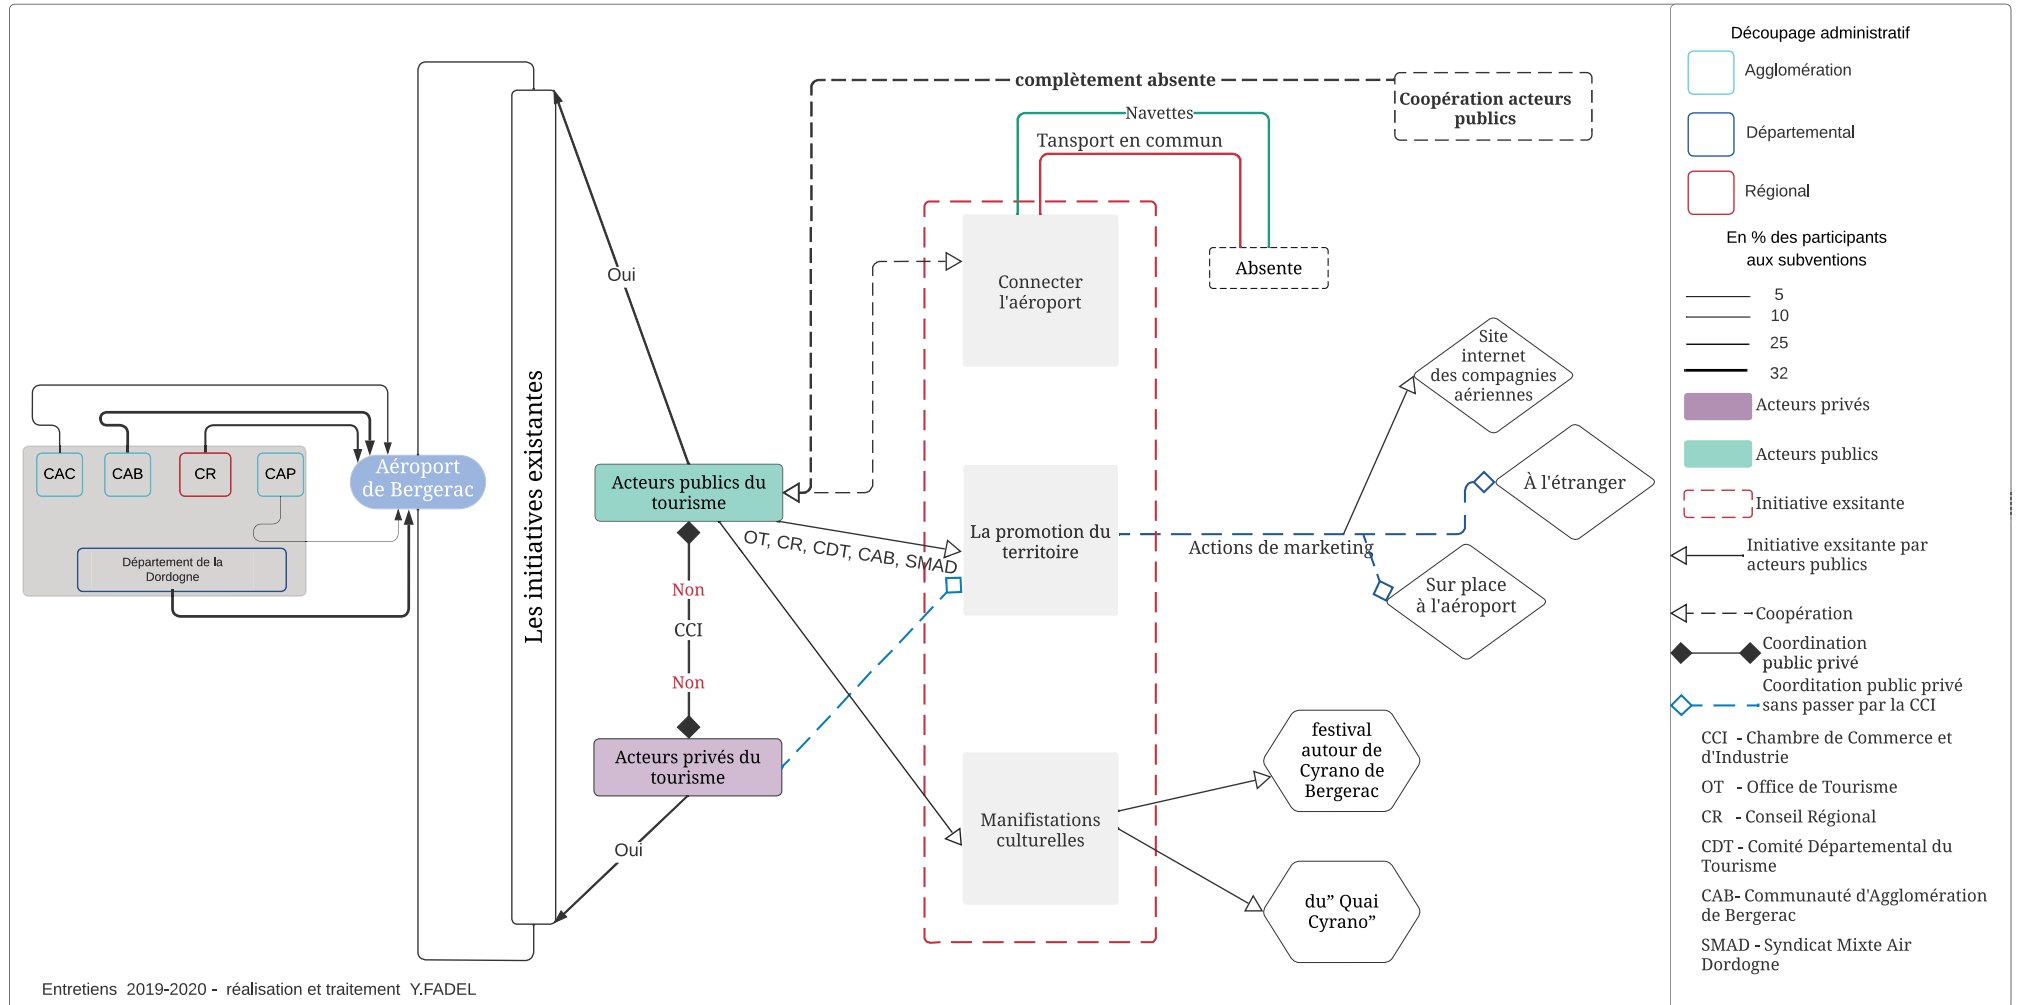 complètement absente
Coopération acteurs
publics
Navettes
Transport en commun
Absente
Oui
Connecter
l'aéroport
Site
internet
des compagnies
aériennes
CAC
CAB
CR
CAP
Aéroport
de Bergerac
Les initiatives existantes
Acteurs publics du
tourisme
À l'étranger
OT, CR, CDT, CAB, SMAD
La promotion du
territoire
Actions de marketing
Département de la
Dordogne
Non
CCI
Non
Sur place
à l'aéroport
Acteurs privés du
tourisme
Oui
festival
autour de
Cyrano de
Bergerac
Manifistations
culturelles
du” Quai
Cyrano”
Entretiens 2019-2020 - réalisation et traitement Y.FADEL
Découpage administratif
Agglomération
Départemental
Régional
En % des participants
aux subventions
5
10
25
32
Acteurs privés
Acteurs publics
Initiative exsitante
Initiative exsitante par
acteurs publics
Coopération
Coordination
public privé
Coorditation public privé
sans passer par la CCI
CCI - Chambre de Commerce et
d'Industrie
OT - Office de Tourisme
CR - Conseil Régional
CDT - Comité Départemental du
Tourisme
CAB- Communauté d'Agglomération
de Bergerac
SMAD - Syndicat Mixte Air
Dordogne